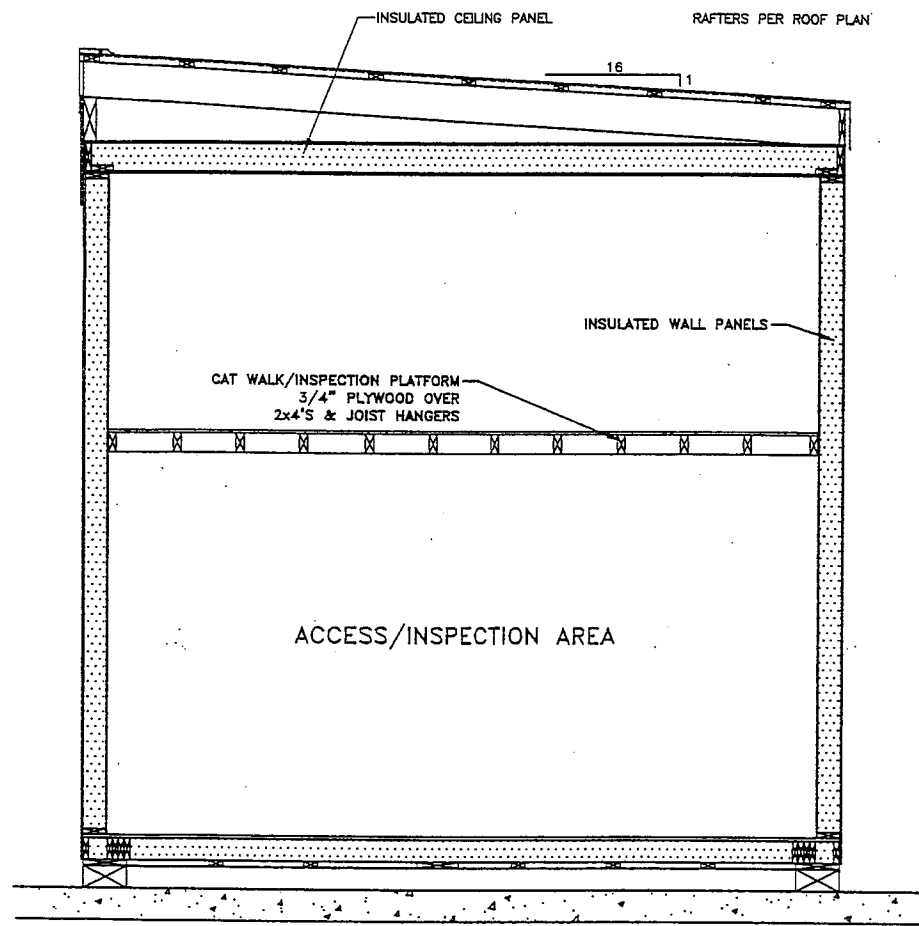 INSULATED CEILING PANEL
RAFTERS PER ROOF PLAN
16
1
INSULATED WALL PANELS
CAT WALK/INSPECTION PLATFORM
3/4" PLYWOOD OVER
2x4'S & JOIST HANGERS
ACCESS/INSPECTION AREA